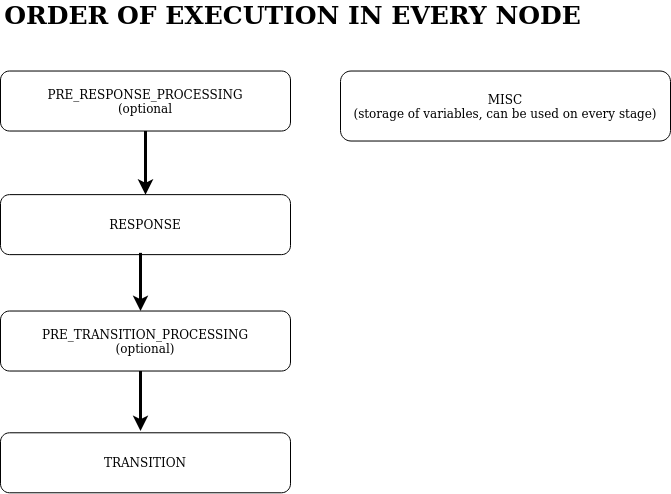 ORDER OF EXECUTION IN EVERY NODE
PRE_RESPONSE_PROCESSING
(optional
MISC
(storage of variables, can be used on every stage)
RESPONSE
PRE_TRANSITION_PROCESSING
(optional)
TRANSITION